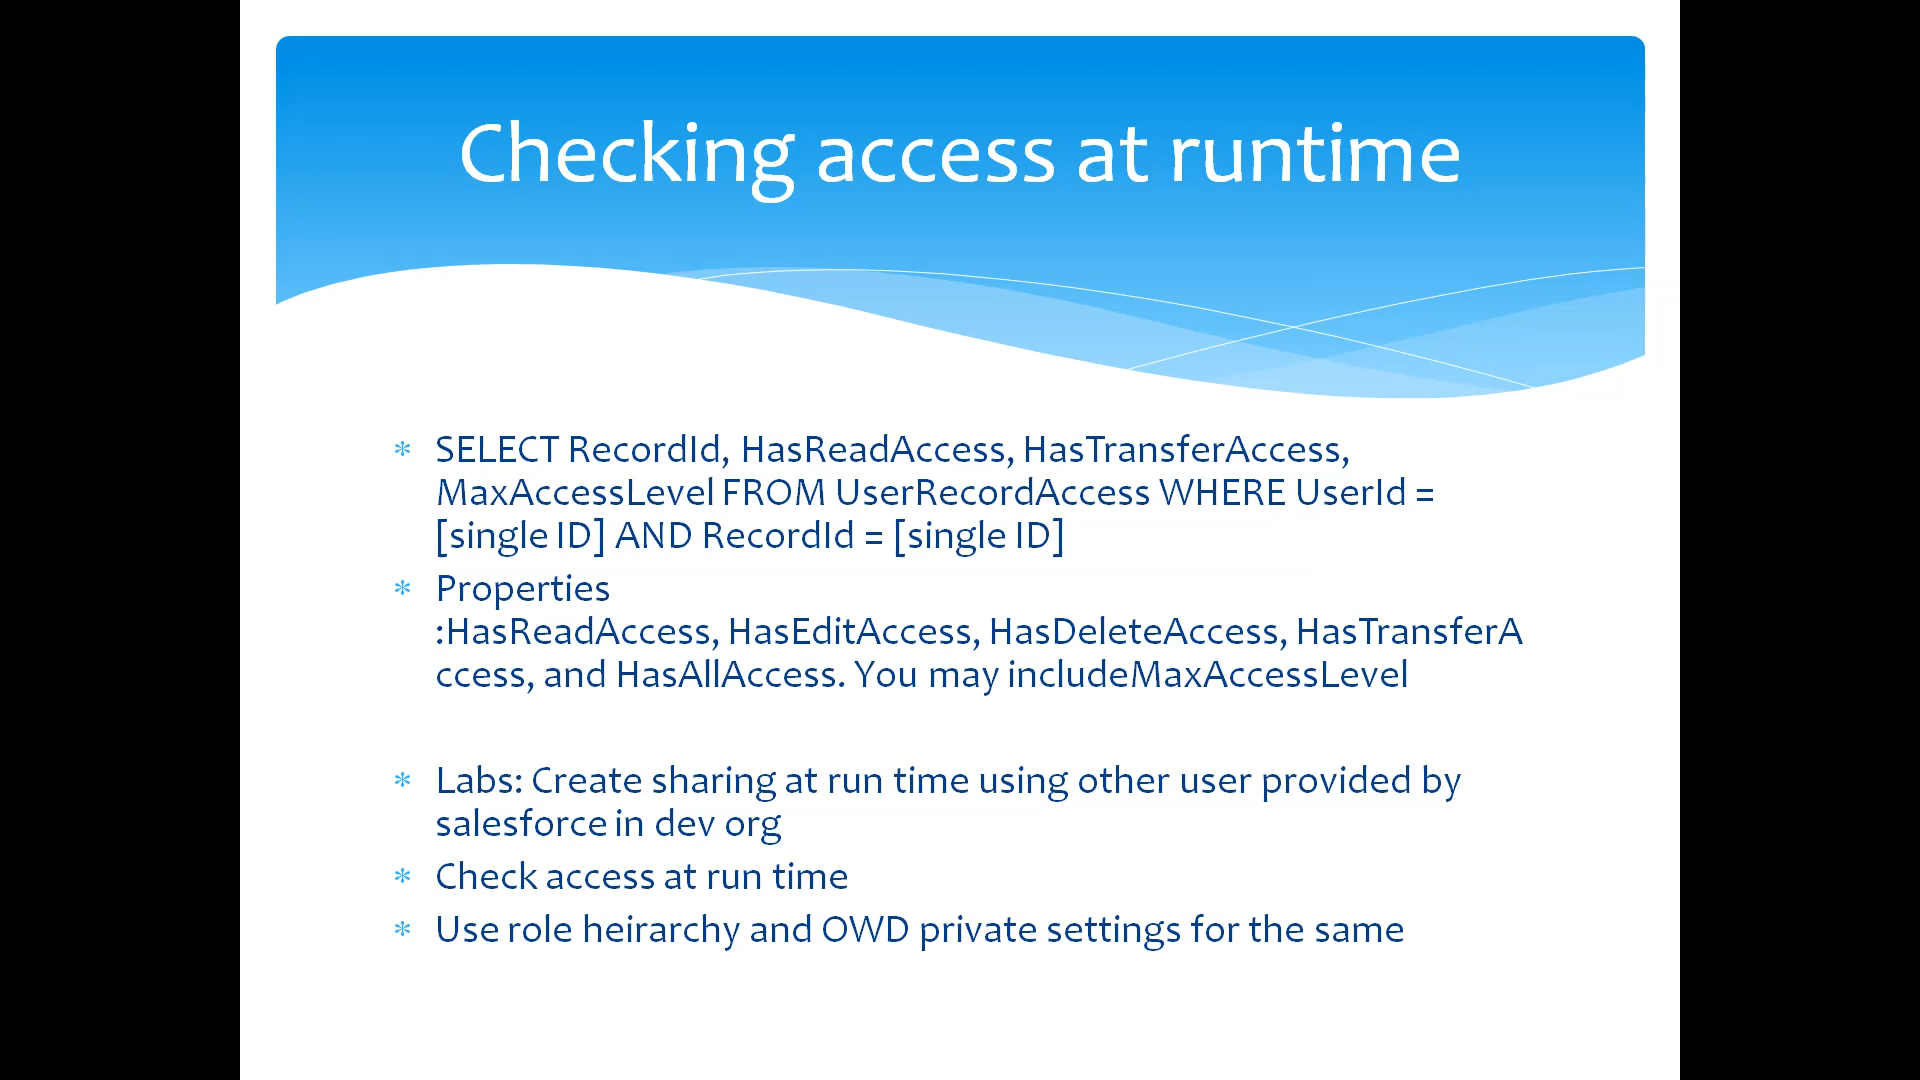 Checking access at runtime
* SELECT RecordId, HasReadAccess, HasTransferAccess,
MaxAccessLevel FROM UserRecordAccess WHERE UserId =
[single ID] AND RecordId = [single ID]
* Properties
:HasReadAccess, HasEditAccess, HasDeleteAccess, HasTransferA
ccess, and HasAllAccess. You may includeMaxAccessLevel
* Labs: Create sharing at run time using other user provided by
salesforce in dev org
* Check access at run time
* Use role heirarchy and OWD private settings for the same